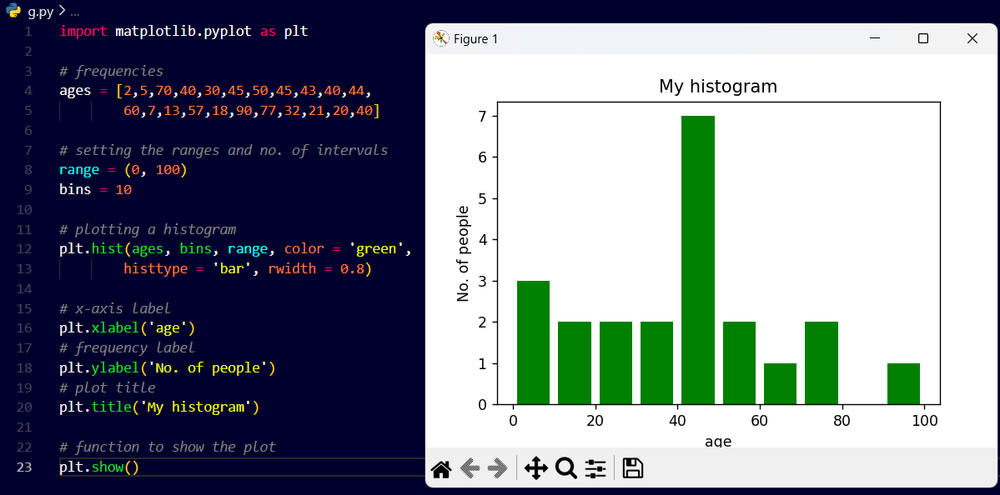 g.py > ...
1 import matplotlib.pyplot as plt
2
3 # frequencies
4 ages = [2,5,70,40,30,45,50,45,43,40,44,
5         60,7,13,57,18,90,77,32,21,20,40]
6
7 # setting the ranges and no. of intervals
8 range = (0, 100)
9 bins = 10
10
11 # plotting a histogram
12 plt.hist(ages, bins, range, color = 'green',
13         histtype = 'bar', rwidth = 0.8)
14
15 # x-axis label
16 plt.xlabel('age')
17 # frequency label
18 plt.ylabel('No. of people')
19 # plot title
20 plt.title('My histogram')
21
22 # function to show the plot
23 plt.show()
Figure 1
My histogram
No. of people
7
6
5
4
3
2
1
0
0 20 40 60 80 100
age